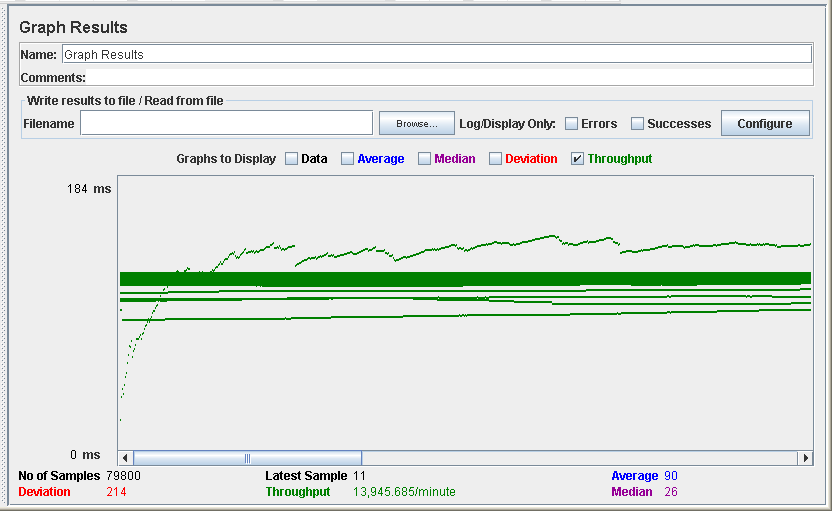 Graph Results
Name: Graph Results
Comments:
Write results to file / Read from file
Filename Browse... Log/Display Only: Errors Successes Configure
Graphs to Display Data Average Median Deviation Throughput
184 ms
0 ms
No of Samples 79800 Latest Sample 11 Average 90
Deviation 214 Throughput 13,945.685/minute Median 26